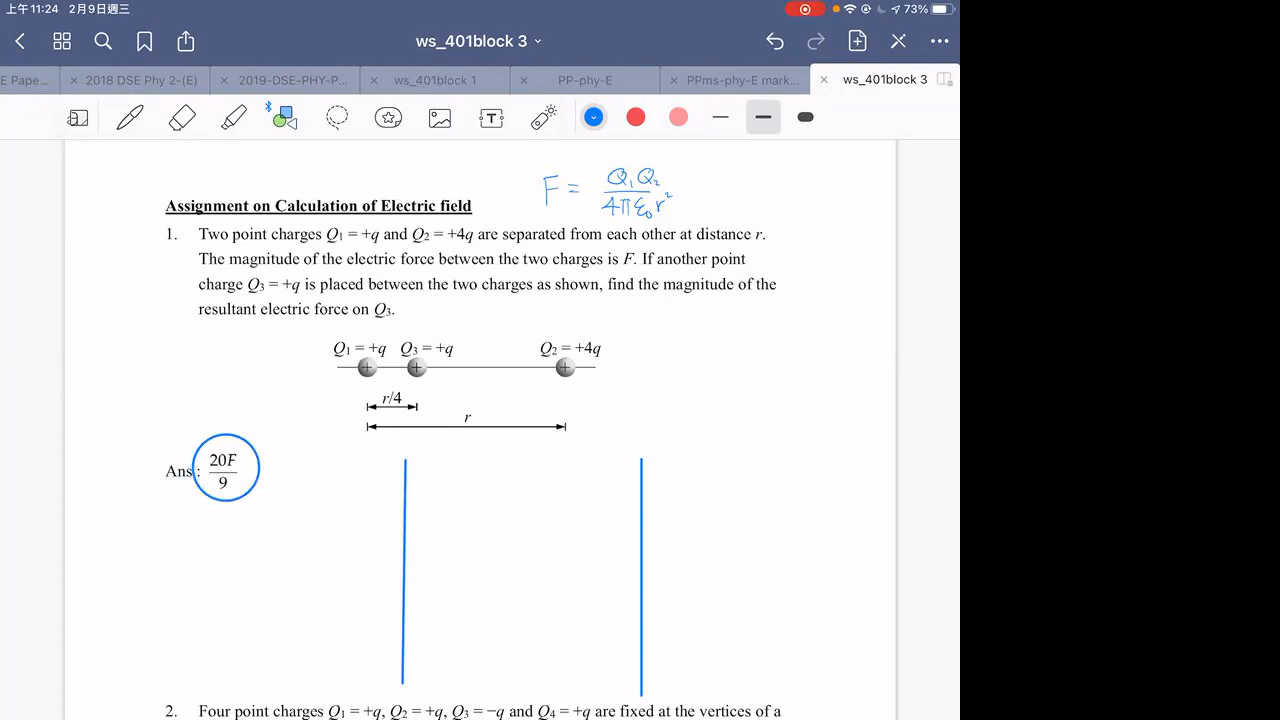 上午11:24 2月9日週三 73%
ws_401block 3
E Pape... 2018 DSE Phy 2-(E) 2019-DSE-PHY-P... ws_401block 1 PP-phy-E PPms-phy-E mark... ws_401block 3
F = Q₁Q₂ / 4πε₀r²
Assignment on Calculation of Electric field
1. Two point charges Q₁ = +q and Q₂ = +4q are separated from each other at distance r.
The magnitude of the electric force between the two charges is F. If another point
charge Q₃ = +q is placed between the two charges as shown, find the magnitude of the
resultant electric force on Q₃.
Q₁ = +q Q₃ = +q Q₂ = +4q
r/4
r
Ans : 20F/9
2. Four point charges Q₁ = +q, Q₂ = +q, Q₃ = −q and Q₄ = +q are fixed at the vertices of a